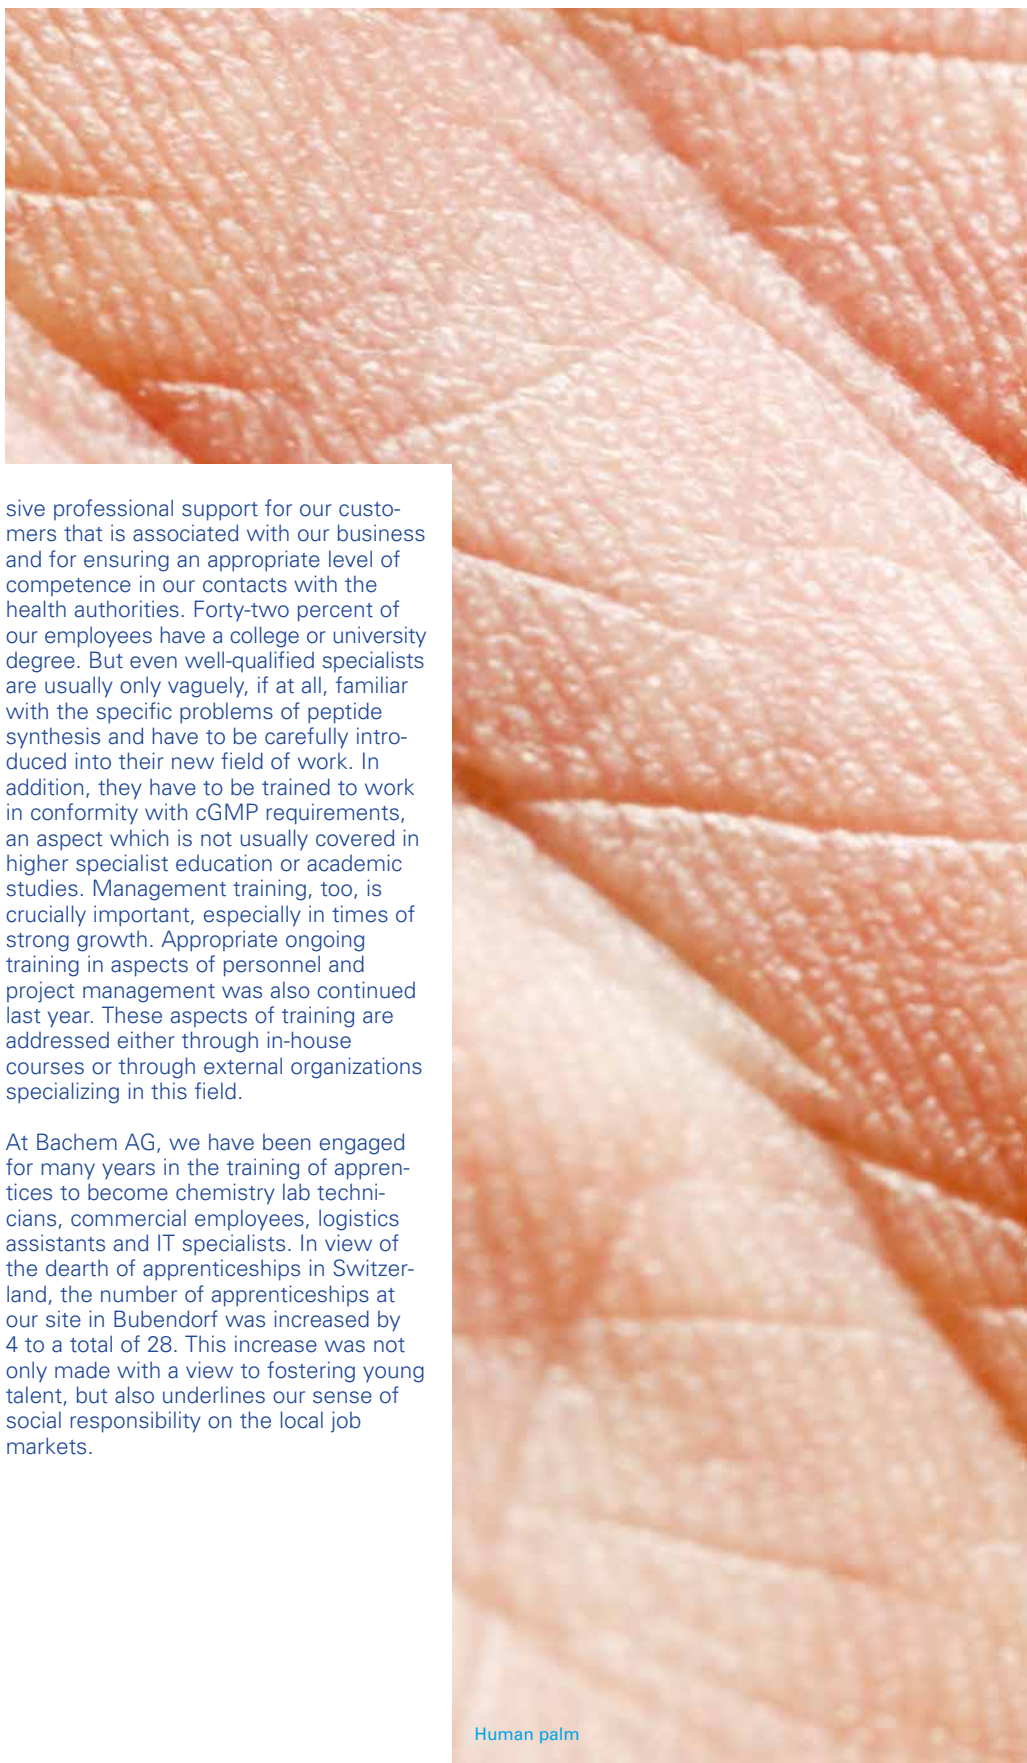 sive professional support for our custo-
mers that is associated with our business
and for ensuring an appropriate level of
competence in our contacts with the
health authorities. Forty-two percent of
our employees have a college or university
degree. But even well-qualified specialists
are usually only vaguely, if at all, familiar
with the specific problems of peptide
synthesis and have to be carefully intro-
duced into their new field of work. In
addition, they have to be trained to work
in conformity with cGMP requirements,
an aspect which is not usually covered in
higher specialist education or academic
studies. Management training, too, is
crucially important, especially in times of
strong growth. Appropriate ongoing
training in aspects of personnel and
project management was also continued
last year. These aspects of training are
addressed either through in-house
courses or through external organizations
specializing in this field.
At Bachem AG, we have been engaged
for many years in the training of appren-
tices to become chemistry lab techni-
cians, commercial employees, logistics
assistants and IT specialists. In view of
the dearth of apprenticeships in Switzer-
land, the number of apprenticeships at
our site in Bubendorf was increased by
4 to a total of 28. This increase was not
only made with a view to fostering young
talent, but also underlines our sense of
social responsibility on the local job
markets.
Human palm